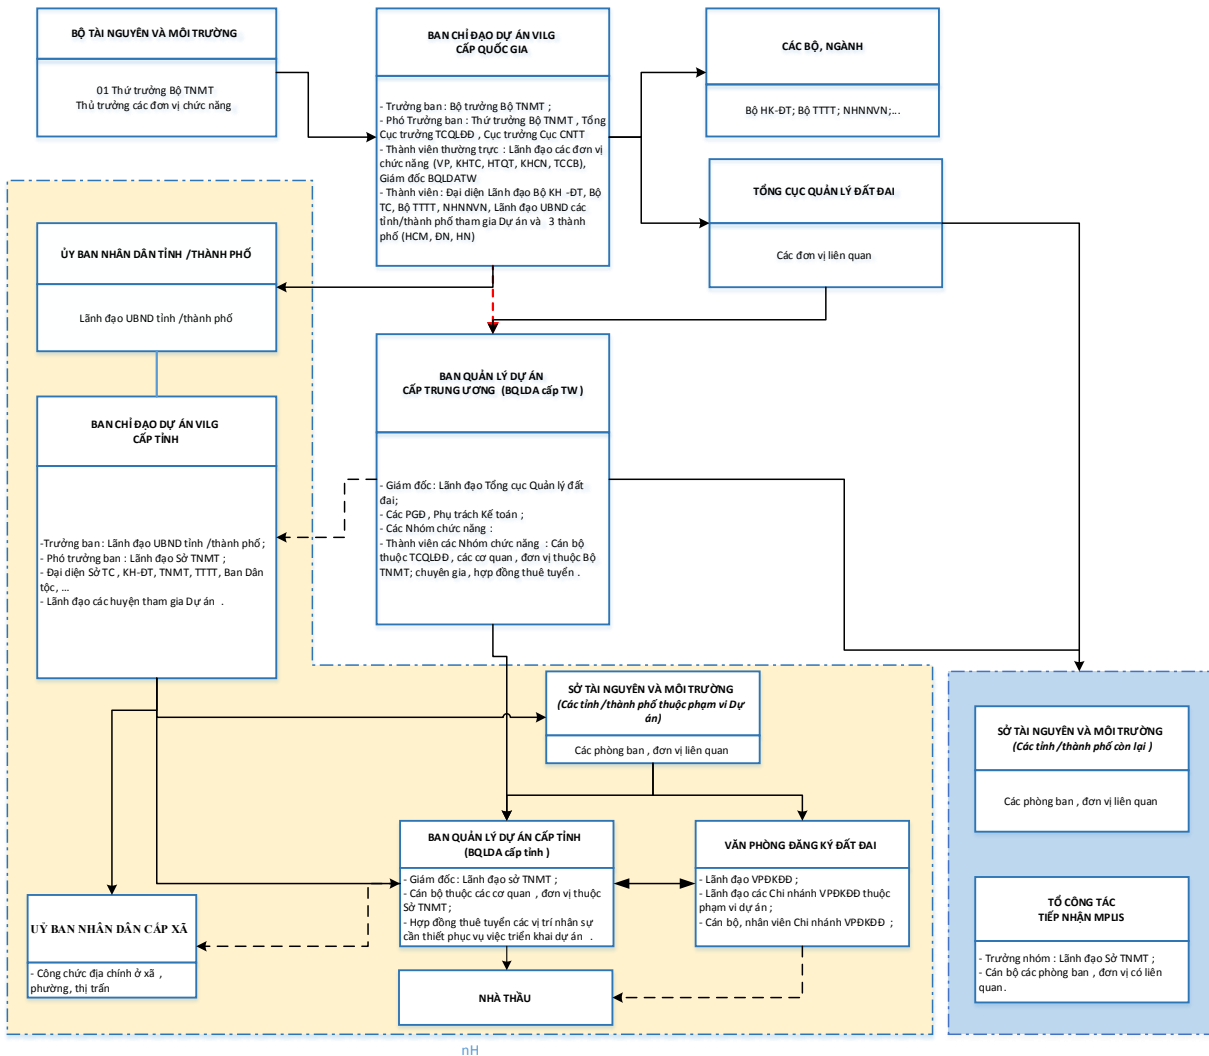 BỘ TÀI NGUYÊN VÀ MÔI TRƯỜNG
01 Thứ trưởng Bộ TNMT
Thủ trưởng các đơn vị chức năng
BAN CHỈ ĐẠO DỰ ÁN VILG
CẤP QUỐC GIA
- Trưởng ban : Bộ trưởng Bộ TNMT ;
- Phó Trưởng ban : Thứ trưởng Bộ TNMT , Tổng
Cục trưởng TCQLĐĐ , Cục trưởng Cục CNTT
- Thành viên thường trực : Lãnh đạo các đơn vị
chức năng (VP, KHTC, HTQT, KHCN, TCCB),
Giám đốc BQLDATW
- Thành viên : Đại diện Lãnh đạo Bộ KH -ĐT, Bộ
TC, Bộ TTTT, NHNNVN, Lãnh đạo UBND các
tỉnh/thành phố tham gia Dự án và 3 thành
phố (HCM, ĐN, HN)
CÁC BỘ, NGÀNH
Bộ HK-ĐT; Bộ TTTT; NHNNVN;...
TỔNG CỤC QUẢN LÝ ĐẤT ĐAI
Các đơn vị liên quan
ỦY BAN NHÂN DÂN TỈNH /THÀNH PHỐ
Lãnh đạo UBND tỉnh /thành phố
BAN QUẢN LÝ DỰ ÁN
CẤP TRUNG ƯƠNG (BQLDA cấp TW )
- Giám đốc: Lãnh đạo Tổng cục Quản lý đất
đai;
- Các PGĐ , Phụ trách Kế toán ;
- Các Nhóm chức năng :
- Thành viên các Nhóm chức năng : Cán bộ
thuộc TCQLĐĐ , các cơ quan , đơn vị thuộc Bộ
TNMT; chuyên gia , hợp đồng thuê tuyển .
BAN CHỈ ĐẠO DỰ ÁN VILG
CẤP TỈNH
-Trưởng ban : Lãnh đạo UBND tỉnh /thành phố ;
- Phó trưởng ban : Lãnh đạo Sở TNMT ;
- Đại diện Sở TC , KH-ĐT, TNMT, TTTT, Ban Dân
tộc, ...
- Lãnh đạo các huyện tham gia Dự án .
SỞ TÀI NGUYÊN VÀ MÔI TRƯỜNG
(Các tỉnh /thành phố thuộc phạm vi Dự
án)
Các phòng ban , đơn vị liên quan
SỞ TÀI NGUYÊN VÀ MÔI TRƯỜNG
(Các tỉnh /thành phố còn lại )
Các phòng ban , đơn vị liên quan
BAN QUẢN LÝ DỰ ÁN CẤP TỈNH
(BQLDA cấp tỉnh )
- Giám đốc: Lãnh đạo sở TNMT ;
- Cán bộ thuộc các cơ quan , đơn vị thuộc
Sở TNMT;
- Hợp đồng thuê tuyển các vị trí nhân sự
cần thiết phục vụ việc triển khai dự án .
VĂN PHÒNG ĐĂNG KÝ ĐẤT ĐAI
- Lãnh đạo VPĐKĐĐ ;
- Lãnh đạo các Chi nhánh VPĐKĐĐ thuộc
phạm vi dự án ;
- Cán bộ, nhân viên Chi nhánh VPĐKĐĐ ;
UỶ BAN NHÂN DÂN CẤP XÃ
- Công chức địa chính ở xã ,
phường, thị trấn
NHÀ THẦU
TỔ CÔNG TÁC
TIẾP NHẬN MPLIS
- Trưởng nhóm : Lãnh đạo Sở TNMT ;
- Cán bộ các phòng ban , đơn vị có liên
quan.
nH